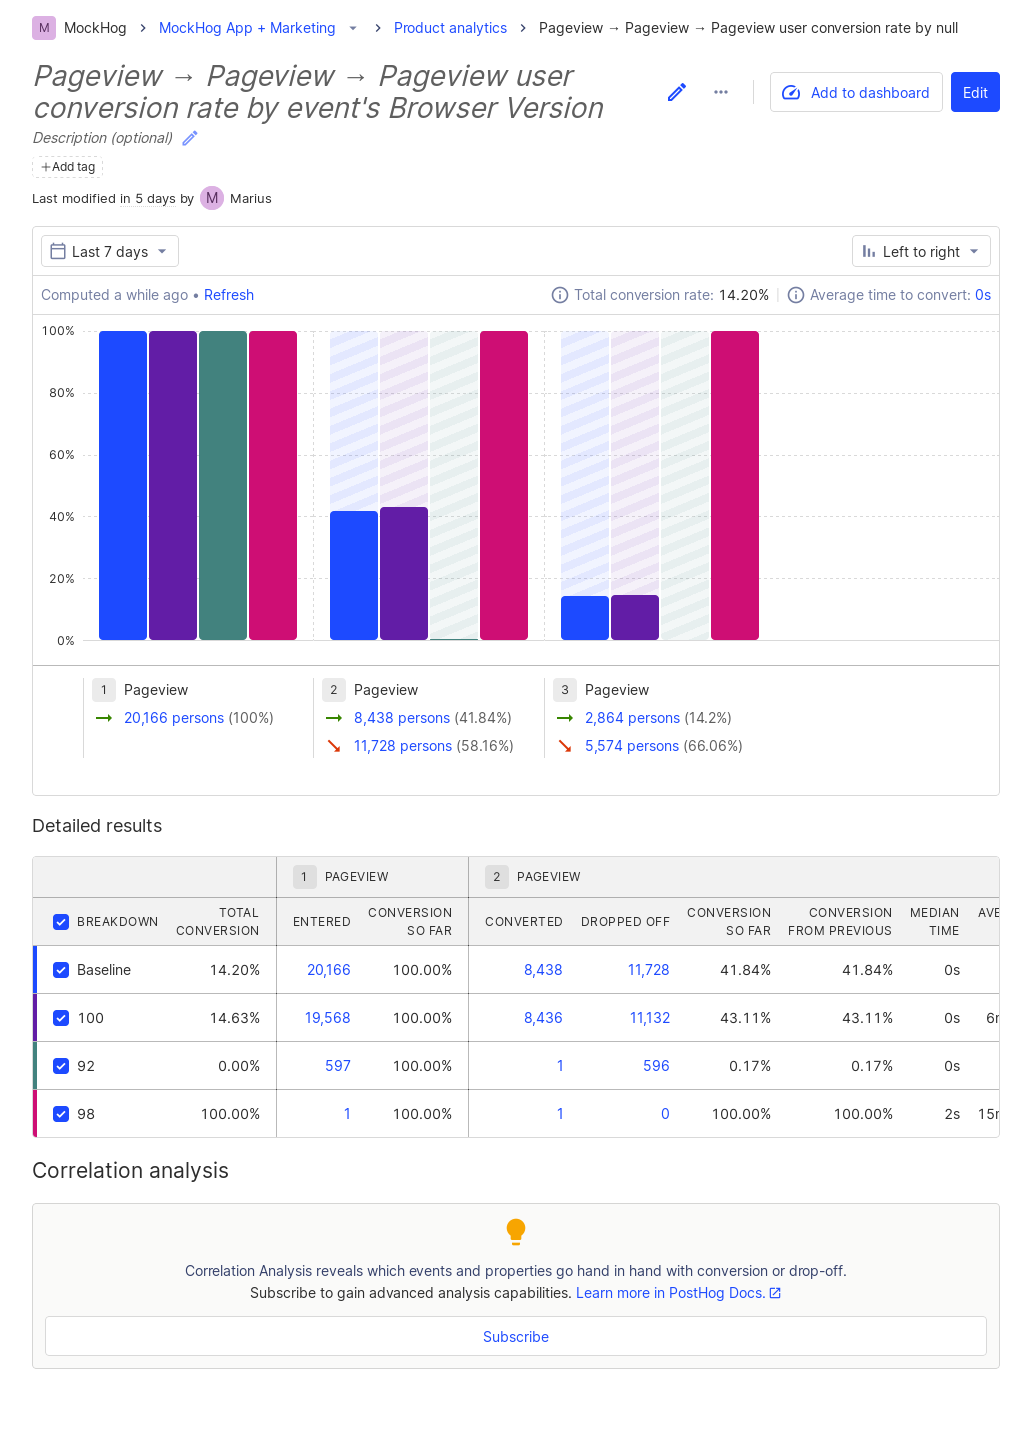 M MockHog MockHog App + Marketing Product analytics Pageview → Pageview → Pageview user conversion rate by null
Pageview → Pageview → Pageview user
conversion rate by event's Browser Version
Add to dashboard Edit
Description (optional)
Add tag
Last modified in 5 days by M Marius
Last 7 days Left to right
Computed a while ago • Refresh Total conversion rate: 14.20% Average time to convert: 0s
100%
80%
60%
40%
20%
0%
1 Pageview 2 Pageview 3 Pageview
20,166 persons (100%) 8,438 persons (41.84%) 2,864 persons (14.2%)
11,728 persons (58.16%) 5,574 persons (66.06%)
Detailed results
1 PAGEVIEW 2 PAGEVIEW
BREAKDOWN TOTAL CONVERSION ENTERED CONVERSION SO FAR CONVERTED DROPPED OFF CONVERSION SO FAR CONVERSION FROM PREVIOUS MEDIAN TIME AVE
Baseline 14.20% 20,166 100.00% 8,438 11,728 41.84% 41.84% 0s
100 14.63% 19,568 100.00% 8,436 11,132 43.11% 43.11% 0s 6
92 0.00% 597 100.00% 1 596 0.17% 0.17% 0s
98 100.00% 1 100.00% 1 0 100.00% 100.00% 2s 15
Correlation analysis
Correlation Analysis reveals which events and properties go hand in hand with conversion or drop-off.
Subscribe to gain advanced analysis capabilities. Learn more in PostHog Docs.
Subscribe